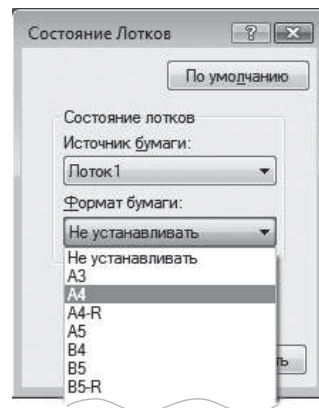 Состояние Лотков
По умолчанию
Состояние лотков
Источник бумаги:
Лоток1
Формат бумаги:
Не устанавливать
Не устанавливать
A3
A4
A4-R
A5
B4
B5
B5-R